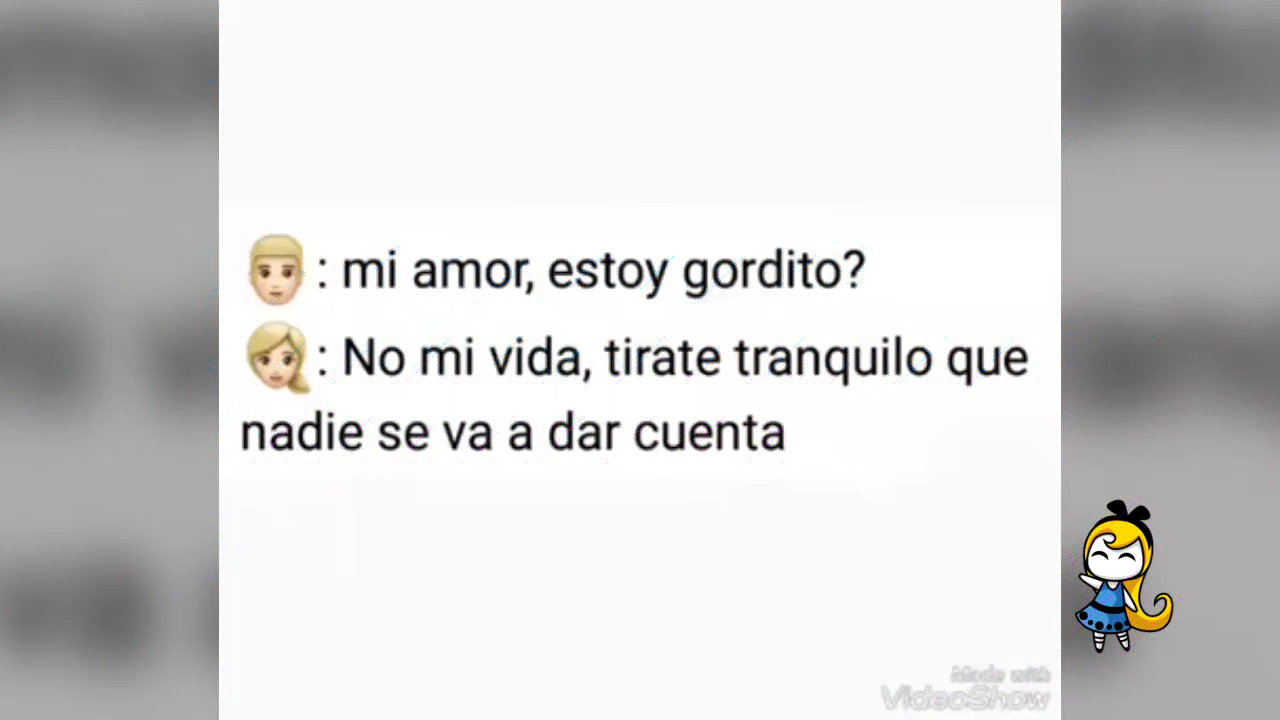 : mi amor, estoy gordito?
: No mi vida, tirate tranquilo que
nadie se va a dar cuenta
Made with
VideoShow